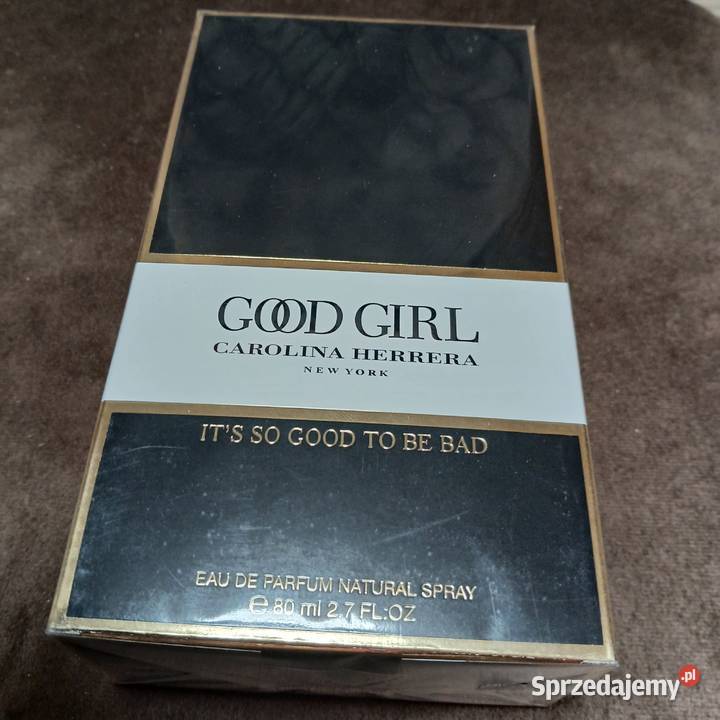 GOOD GIRL
CAROLINA HERRERA
NEW YORK
IT'S SO GOOD TO BE BAD
EAU DE PARFUM NATURAL SPRAY
℮ 80 ml 2.7 FL.OZ
Sprzedajemy.pl